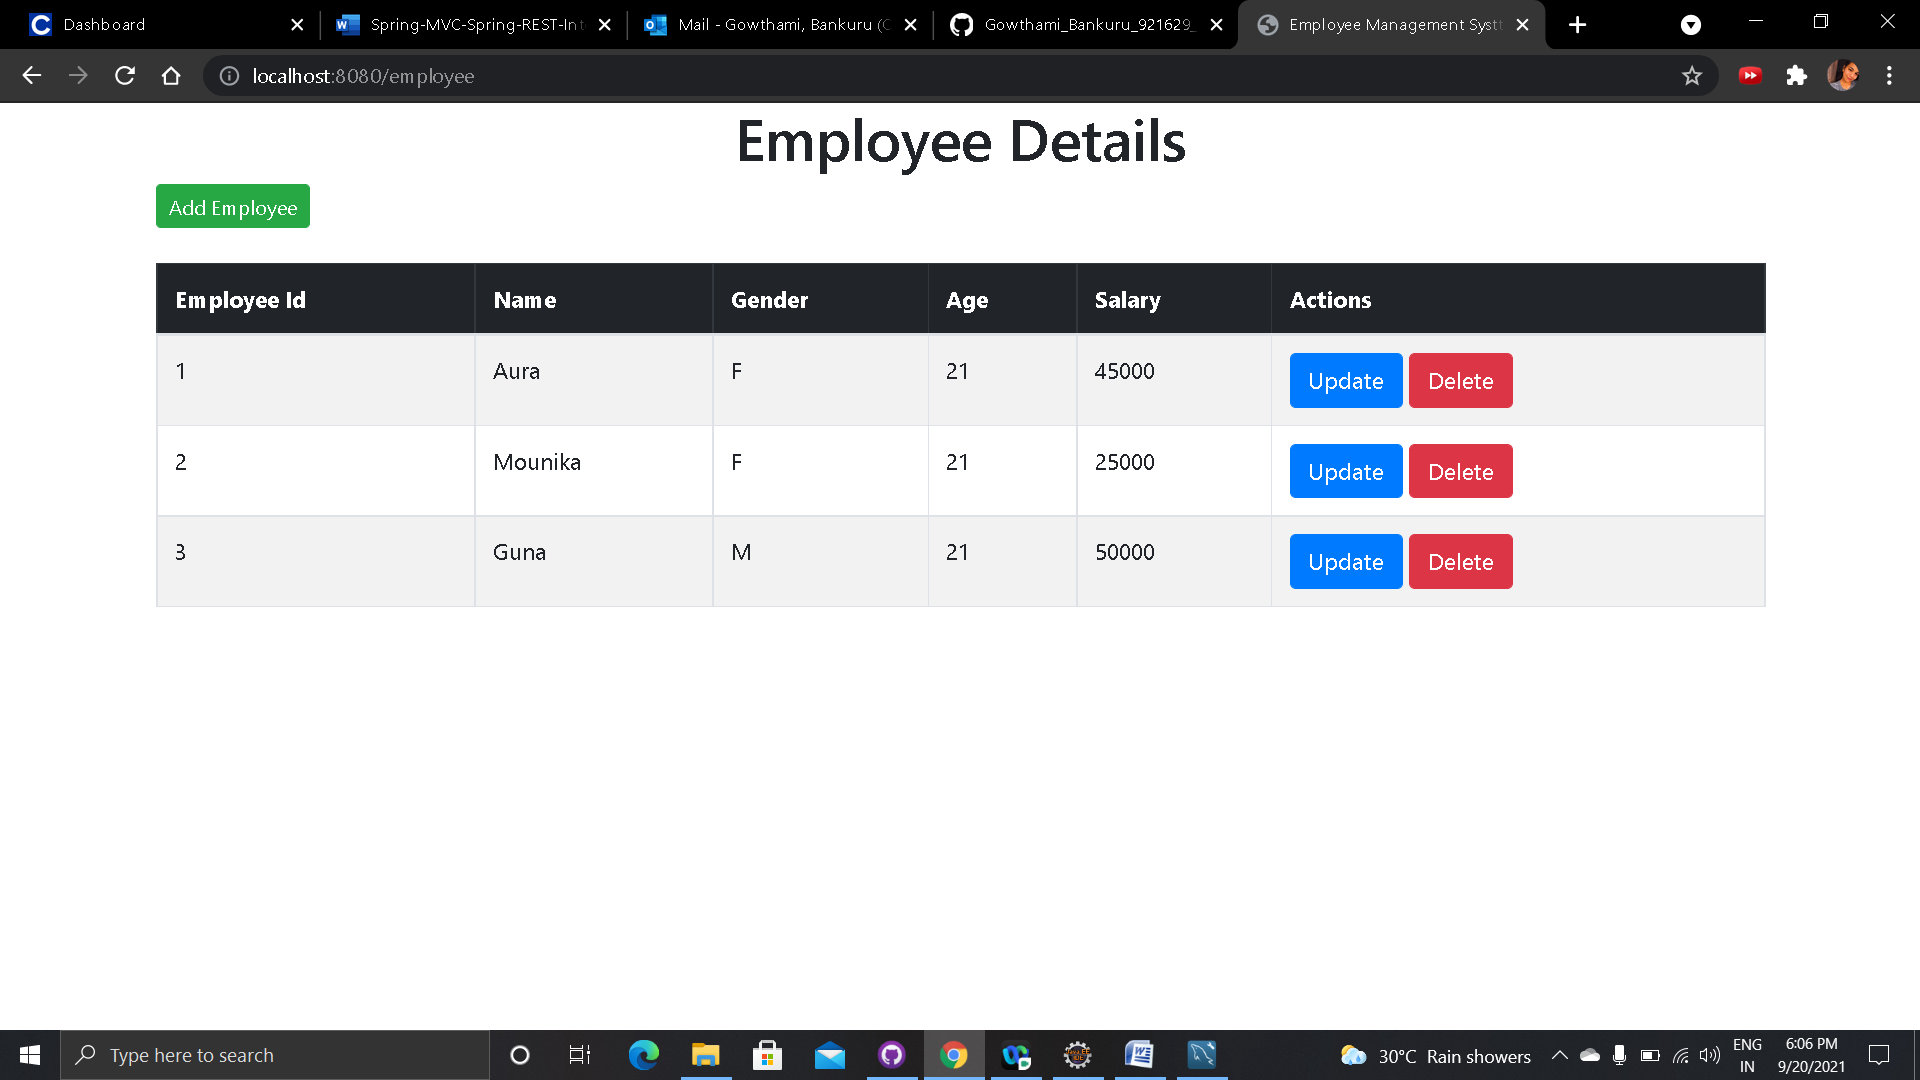 Dashboard
Spring-MVC-Spring-REST-Int
Mail - Gowthami, Bankuru (C
Gowthami_Bankuru_921629_
Employee Management Syst
localhost:8080/employee
Employee Details
Add Employee
Employee Id Name Gender Age Salary Actions
1 Aura F 21 45000 Update Delete
2 Mounika F 21 25000 Update Delete
3 Guna M 21 50000 Update Delete
Type here to search
30°C Rain showers
ENG
IN
6:06 PM
9/20/2021